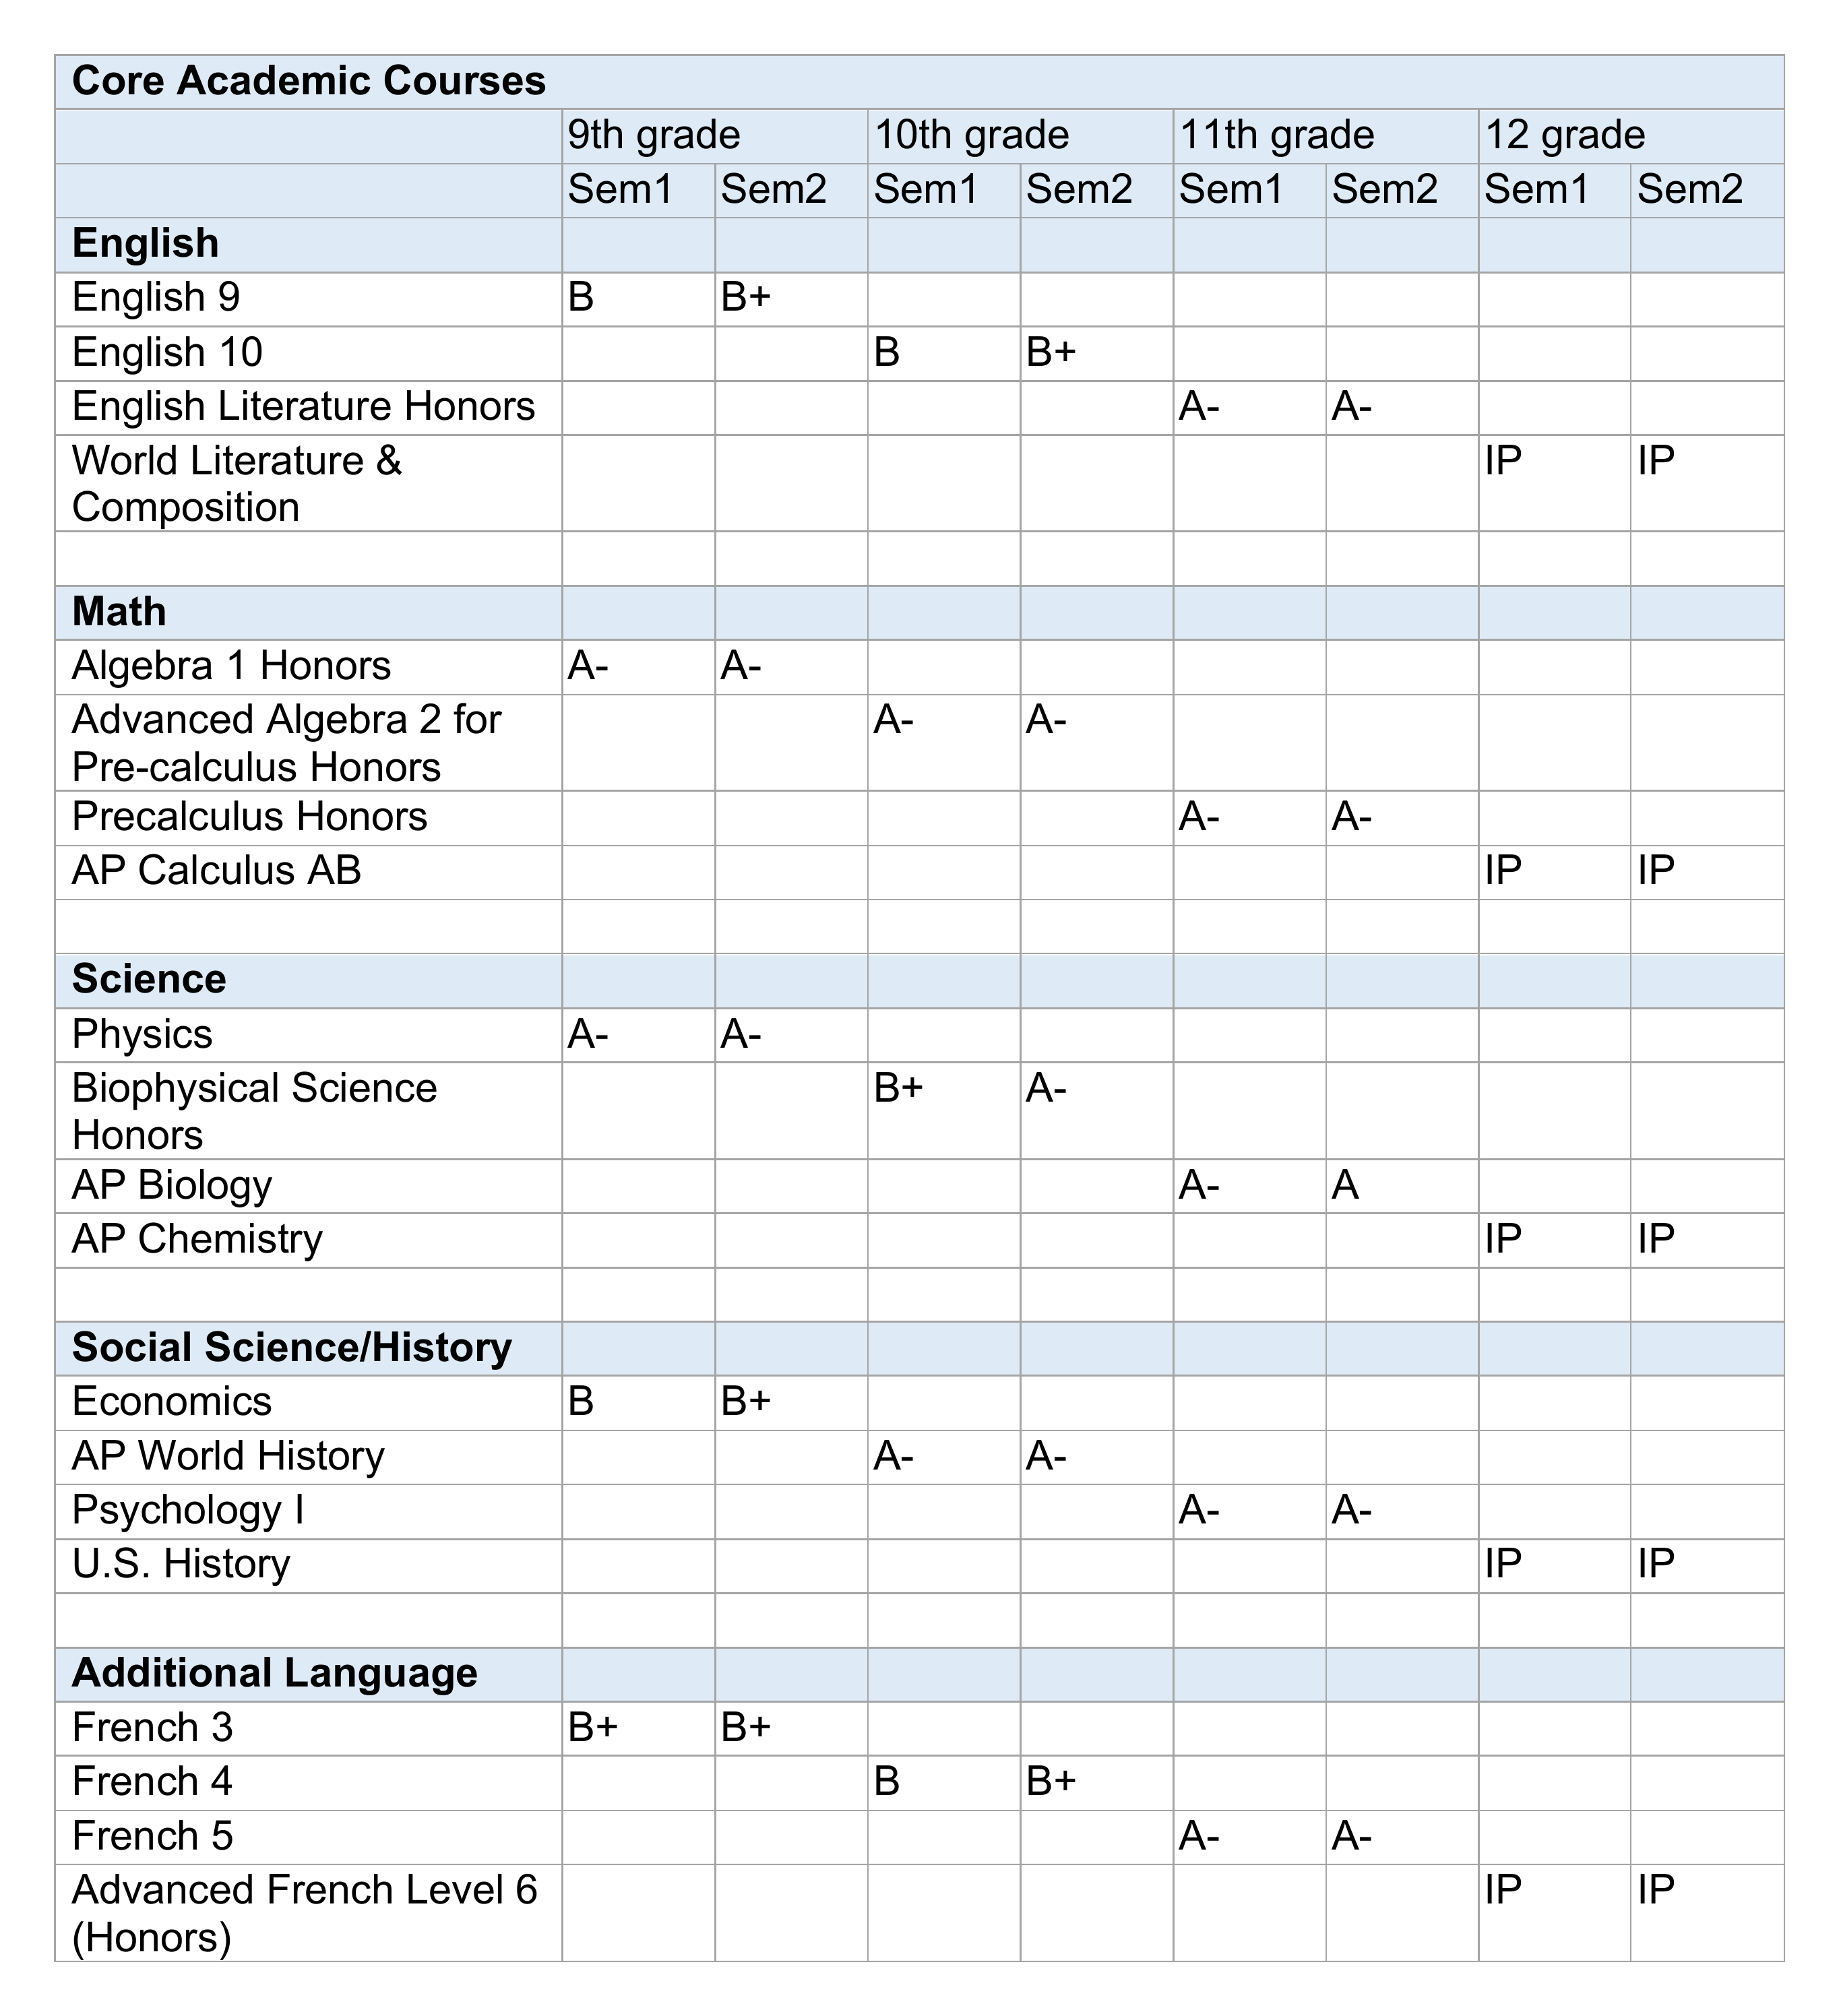 Core Academic Courses
9th grade 10th grade 11th grade 12 grade
Sem1 Sem2 Sem1 Sem2 Sem1 Sem2 Sem1 Sem2
English
English 9 B B+
English 10 B B+
English Literature Honors A- A-
World Literature & IP IP
Composition
Math
Algebra 1 Honors A- A-
Advanced Algebra 2 for A- A-
Pre-calculus Honors
Precalculus Honors A- A-
AP Calculus AB IP IP
Science
Physics A- A-
Biophysical Science B+ A-
Honors
AP Biology A- A
AP Chemistry IP IP
Social Science/History
Economics B B+
AP World History A- A-
Psychology I A- A-
U.S. History IP IP
Additional Language
French 3 B+ B+
French 4 B B+
French 5 A- A-
Advanced French Level 6 IP IP
(Honors)